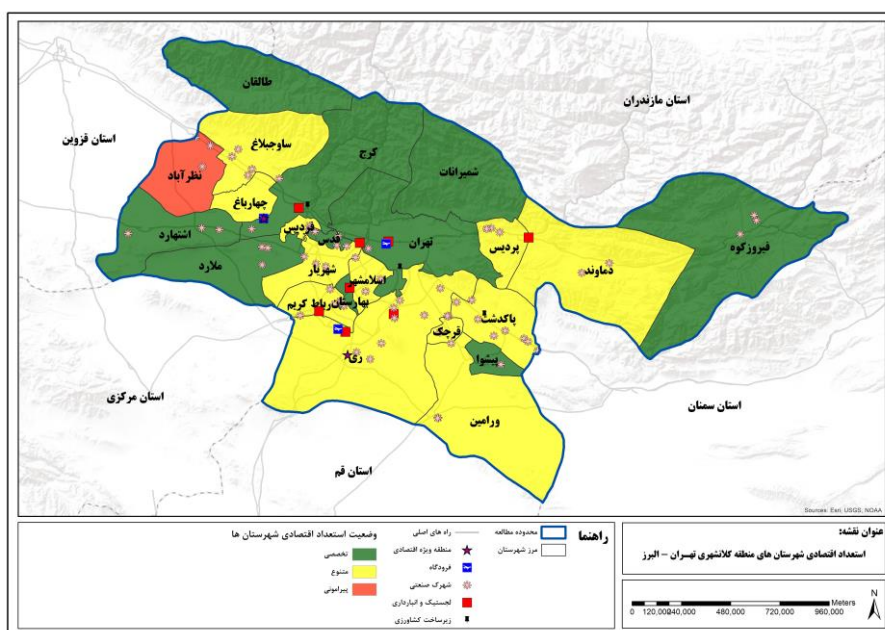 طالقان
استان مازندران
استان قزوین
ساوجبلاغ
کرج
شمیرانات
نظرآباد
چهارباغ
فردیس
قدس
تهران
پردیس
فیروزکوه
اشتهارد
دماوند
ملارد
شهریار
اسلامشهر
رباط کریم
بهارستان
پاکدشت
قرچک
پیشوا
ری
استان مرکزی
استان سمنان
ورامین
استان قم
Sources: Esri, USGS, NOAA
راهنما
محدوده مطالعه
مرز شهرستان
راه های اصلی
منطقه ویژه اقتصادی
فرودگاه
شهرک صنعتی
لجستیک و انبارداری
زیرساخت کشاورزی
وضعیت استعداد اقتصادی شهرستان ها
تخصصی
متنوع
پیرامونی
عنوان نقشه:
استعداد اقتصادی شهرستان های منطقه کلانشهری تهران – البرز
N
Meters
0 120,000240,000 480,000 720,000 960,000